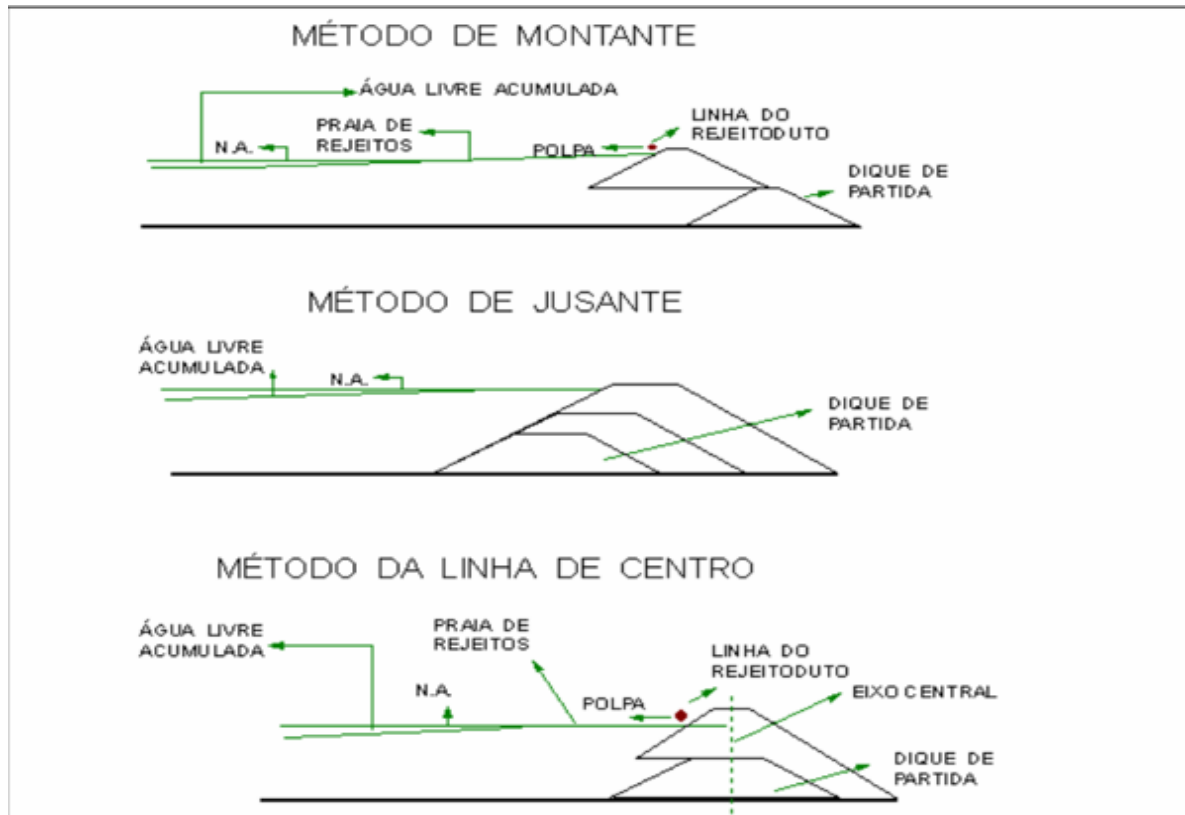 MÉTODO DE MONTANTE
ÁGUA LIVRE ACUMULADA
LINHA DO
REJEITODUTO
PRAIA DE
REJEITOS
N.A.
POLPA
DIQUE DE
PARTIDA
MÉTODO DE JUSANTE
ÁGUA LIVRE
ACUMULADA
N.A.
DIQUE DE
PARTIDA
MÉTODO DA LINHA DE CENTRO
ÁGUA LIVRE
ACUMULADA
PRAIA DE
REJEITOS
LINHA DO
REJEITODUTO
N.A.
POLPA
EIXO CENTRAL
DIQUE DE
PARTIDA